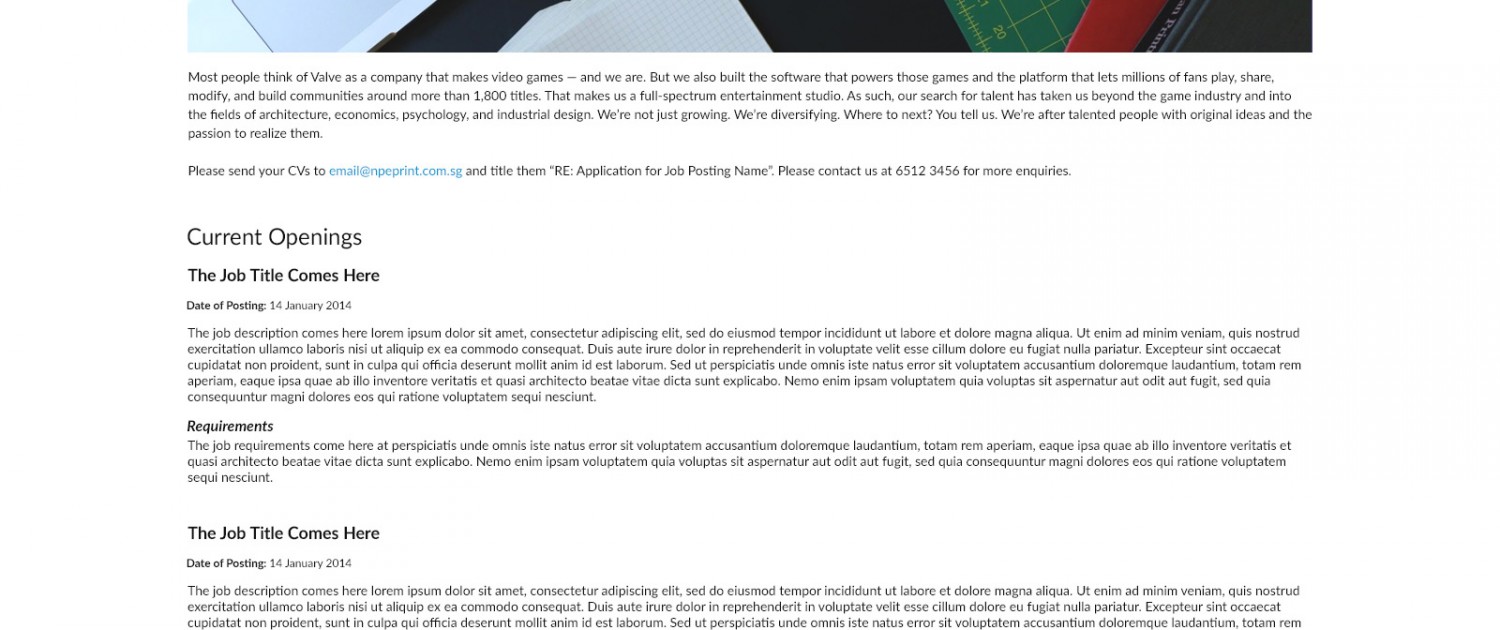 20
an Print
Most people think of Valve as a company that makes video games — and we are. But we also built the software that powers those games and the platform that lets millions of fans play, share,
modify, and build communities around more than 1,800 titles. That makes us a full-spectrum entertainment studio. As such, our search for talent has taken us beyond the game industry and into
the fields of architecture, economics, psychology, and industrial design. We’re not just growing. We’re diversifying. Where to next? You tell us. We’re after talented people with original ideas and the
passion to realize them.
Please send your CVs to email@npeprint.com.sg and title them “RE: Application for Job Posting Name”. Please contact us at 6512 3456 for more enquiries.
Current Openings
The Job Title Comes Here
Date of Posting: 14 January 2014
The job description comes here lorem ipsum dolor sit amet, consectetur adipiscing elit, sed do eiusmod tempor incididunt ut labore et dolore magna aliqua. Ut enim ad minim veniam, quis nostrud
exercitation ullamco laboris nisi ut aliquip ex ea commodo consequat. Duis aute irure dolor in reprehenderit in voluptate velit esse cillum dolore eu fugiat nulla pariatur. Excepteur sint occaecat
cupidatat non proident, sunt in culpa qui officia deserunt mollit anim id est laborum. Sed ut perspiciatis unde omnis iste natus error sit voluptatem accusantium doloremque laudantium, totam rem
aperiam, eaque ipsa quae ab illo inventore veritatis et quasi architecto beatae vitae dicta sunt explicabo. Nemo enim ipsam voluptatem quia voluptas sit aspernatur aut odit aut fugit, sed quia
consequuntur magni dolores eos qui ratione voluptatem sequi nesciunt.
Requirements
The job requirements come here at perspiciatis unde omnis iste natus error sit voluptatem accusantium doloremque laudantium, totam rem aperiam, eaque ipsa quae ab illo inventore veritatis et
quasi architecto beatae vitae dicta sunt explicabo. Nemo enim ipsam voluptatem quia voluptas sit aspernatur aut odit aut fugit, sed quia consequuntur magni dolores eos qui ratione voluptatem
sequi nesciunt.
The Job Title Comes Here
Date of Posting: 14 January 2014
The job description comes here lorem ipsum dolor sit amet, consectetur adipiscing elit, sed do eiusmod tempor incididunt ut labore et dolore magna aliqua. Ut enim ad minim veniam, quis nostrud
exercitation ullamco laboris nisi ut aliquip ex ea commodo consequat. Duis aute irure dolor in reprehenderit in voluptate velit esse cillum dolore eu fugiat nulla pariatur. Excepteur sint occaecat
cupidatat non proident, sunt in culpa qui officia deserunt mollit anim id est laborum. Sed ut perspiciatis unde omnis iste natus error sit voluptatem accusantium doloremque laudantium, totam rem